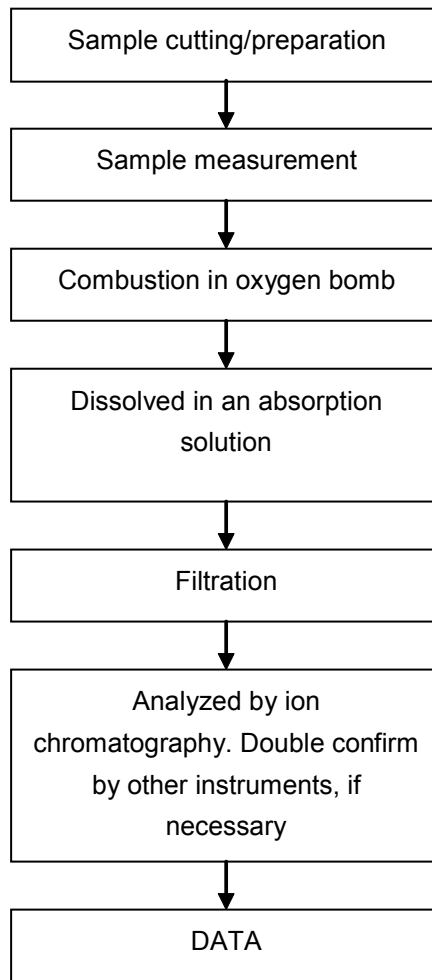 Sample cutting/preparation
Sample measurement
Combustion in oxygen bomb
Dissolved in an absorption
solution
Filtration
Analyzed by ion
chromatography. Double confirm
by other instruments, if
necessary
DATA